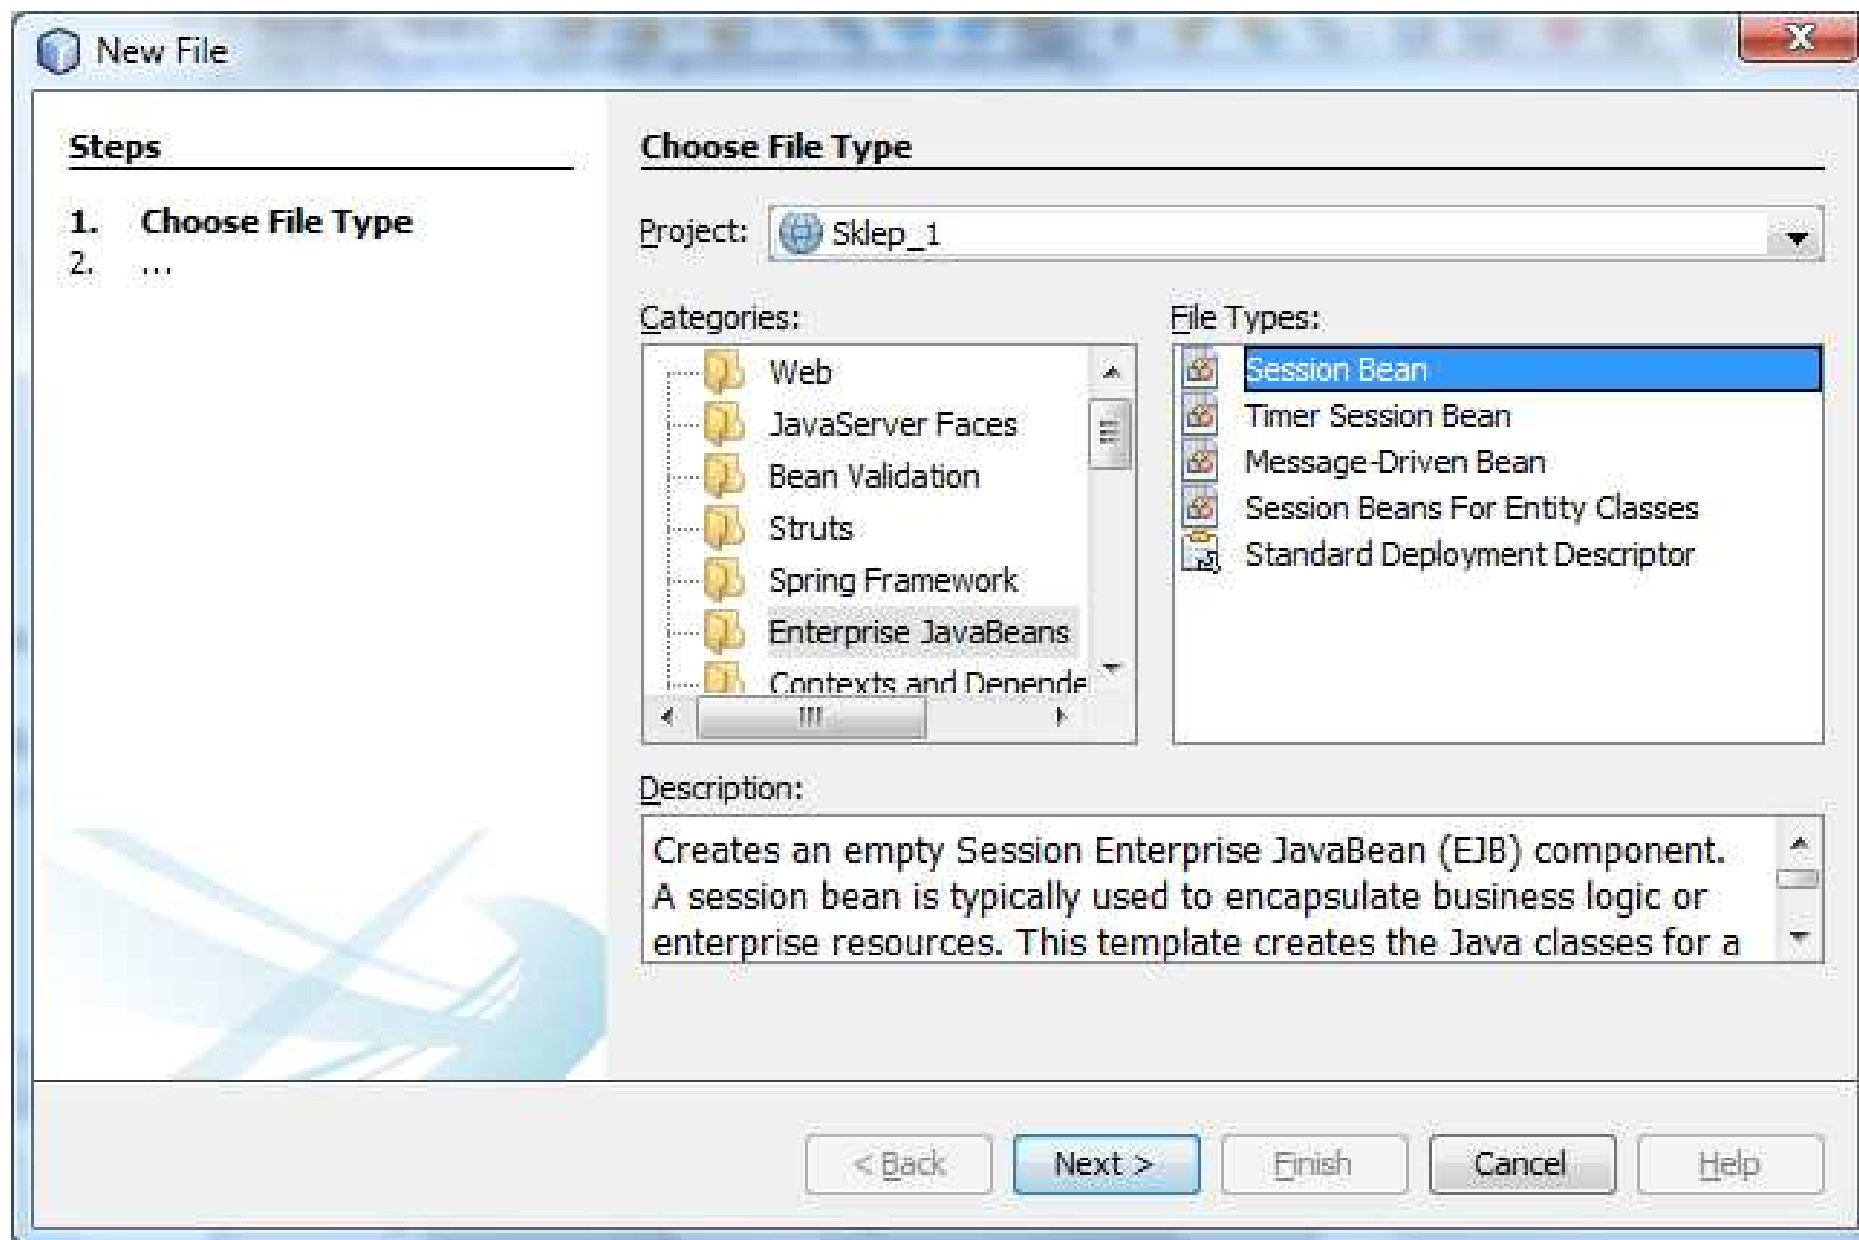 New File
Steps
1. Choose File Type
2. ...
Choose File Type
Project: Sklep_1
Categories:
Web
JavaServer Faces
Bean Validation
Struts
Spring Framework
Enterprise JavaBeans
Contexts and Depende
File Types:
Session Bean
Timer Session Bean
Message-Driven Bean
Session Beans For Entity Classes
Standard Deployment Descriptor
Description:
Creates an empty Session Enterprise JavaBean (EJB) component.
A session bean is typically used to encapsulate business logic or
enterprise resources. This template creates the Java classes for a
< Back Next > Finish Cancel Help